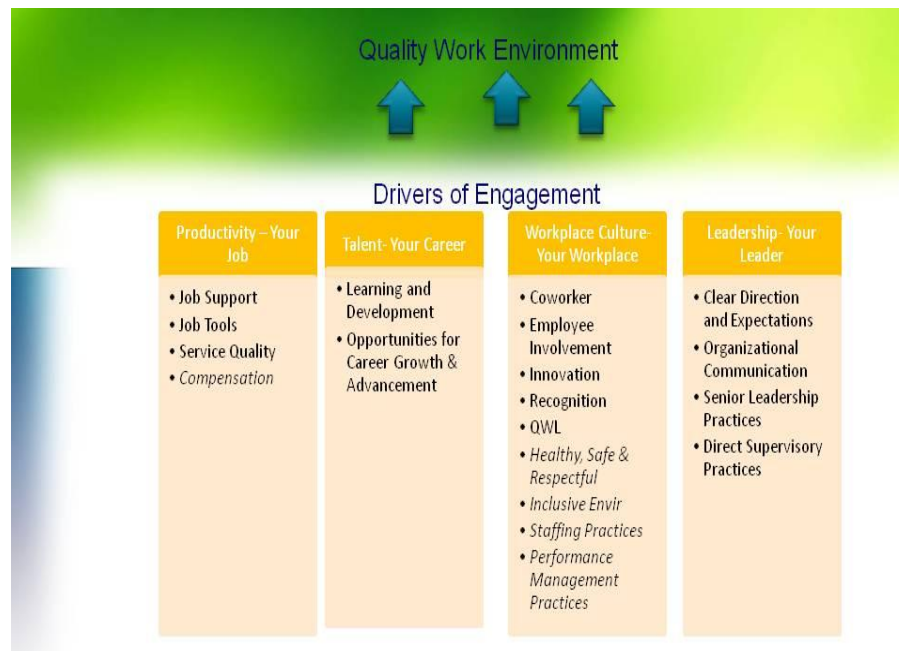 Quality Work Environment
Drivers of Engagement
Productivity – Your
Job
• Job Support
• Job Tools
• Service Quality
• Compensation
Talent- Your Career
• Learning and
Development
• Opportunities for
Career Growth &
Advancement
Workplace Culture-
Your Workplace
• Coworker
• Employee
Involvement
• Innovation
• Recognition
• QWL
• Healthy, Safe &
Respectful
• Inclusive Envir
• Staffing Practices
• Performance
Management
Practices
Leadership- Your
Leader
• Clear Direction
and Expectations
• Organizational
Communication
• Senior Leadership
Practices
• Direct Supervisory
Practices